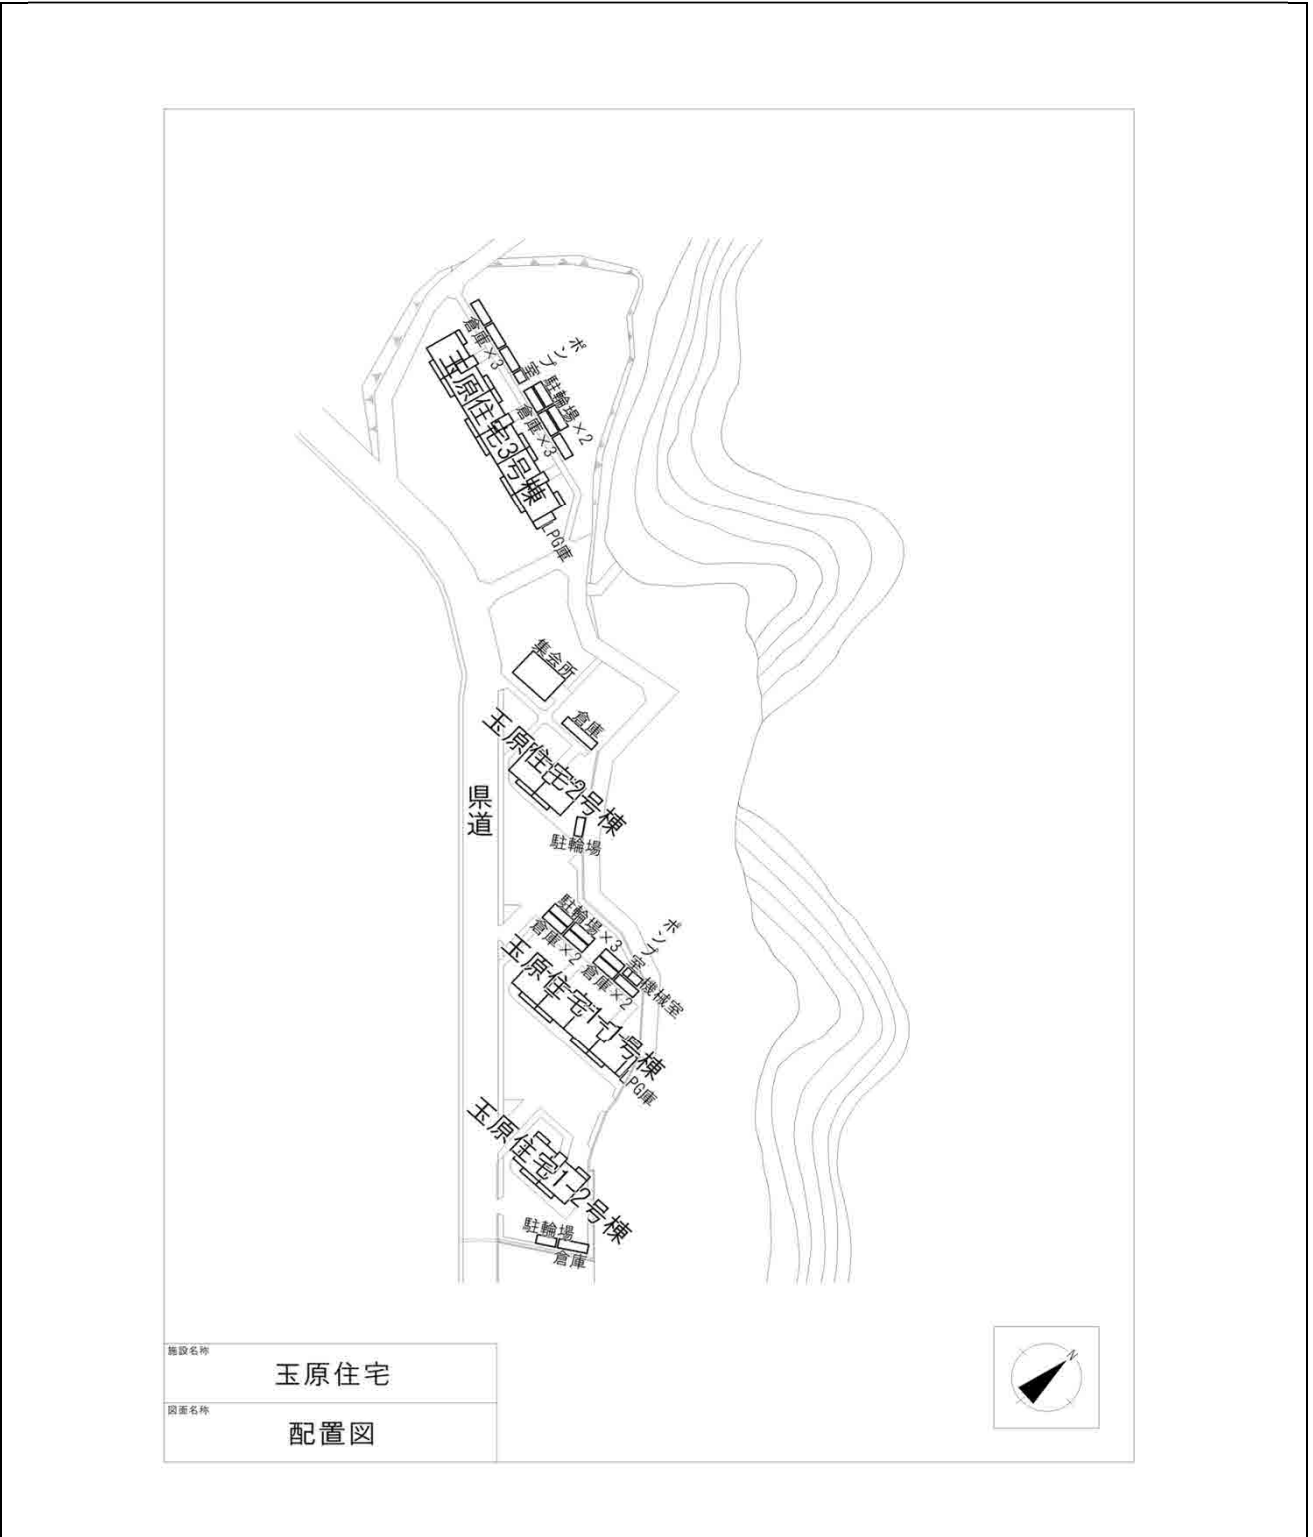 倉庫×3
ポンプ室
玉原住宅3号棟
駐輪場×2
倉庫×3
LPG庫
集会所
倉庫
玉原住宅2号棟
県道
駐輪場
駐輪場×3
倉庫×2
ポンプ室
玉原住宅1-1号棟
倉庫×2
機械室
LPG庫
玉原住宅1-2号棟
駐輪場
倉庫
施設名称
玉原住宅
図面名称
配置図
N